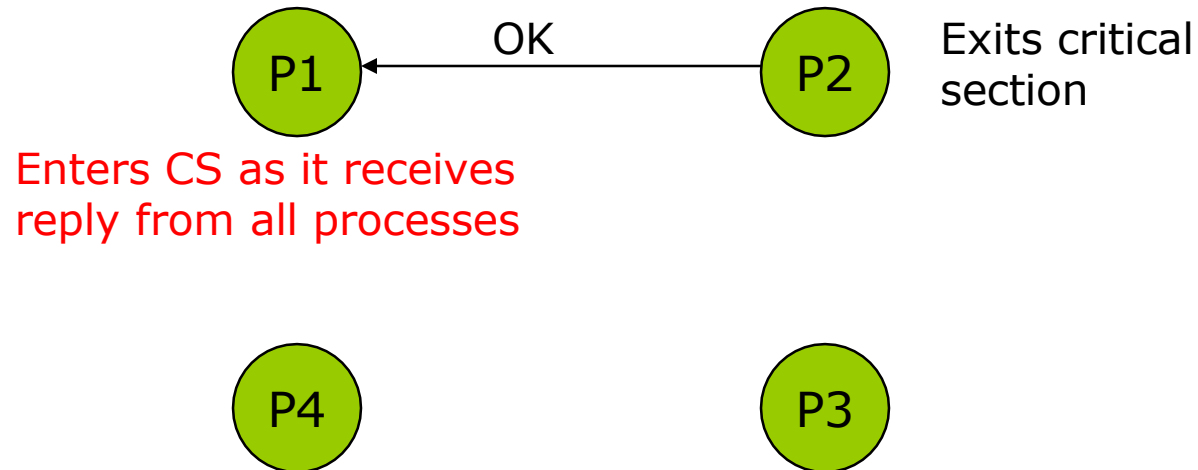 OK
P1
P2
Exits critical
section
Enters CS as it receives
reply from all processes
P4
P3